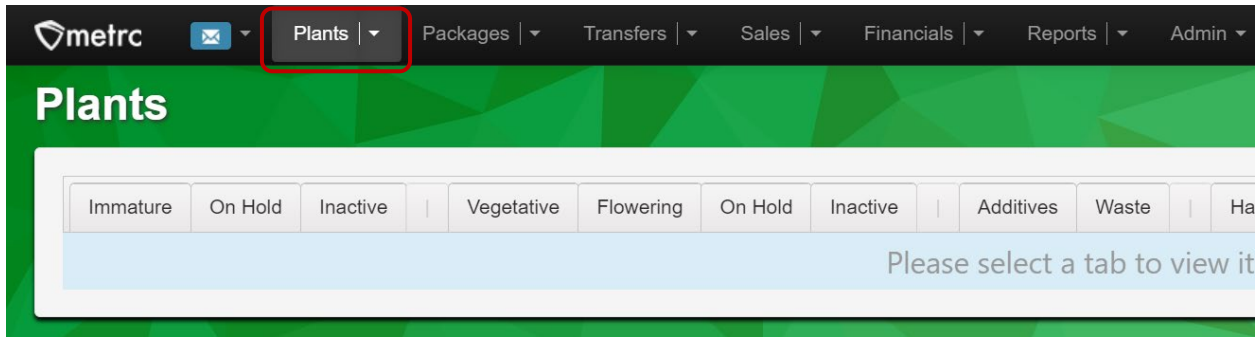 metrc Plants Packages Transfers Sales Financials Reports Admin
Plants
Immature On Hold Inactive | Vegetative Flowering On Hold Inactive | Additives Waste | Ha
Please select a tab to view it